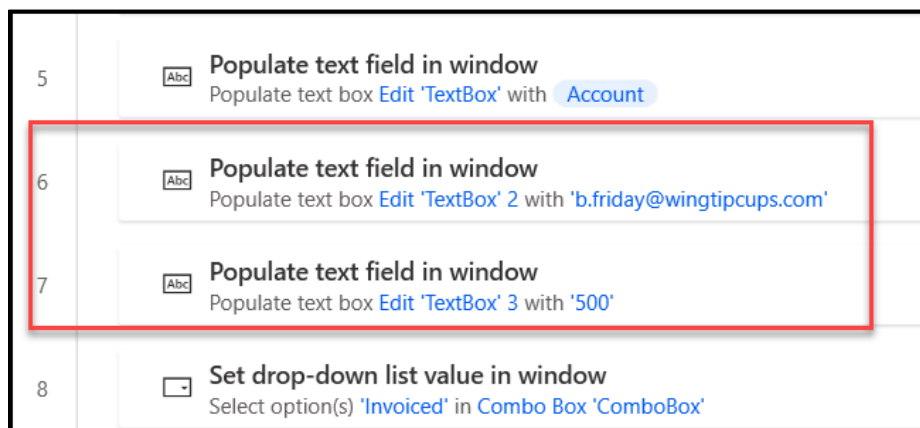 5
Abc
Populate text field in window
Populate text box Edit 'TextBox' with Account
6
Abc
Populate text field in window
Populate text box Edit 'TextBox' 2 with 'b.friday@wingtipcups.com'
7
Abc
Populate text field in window
Populate text box Edit 'TextBox' 3 with '500'
8
Set drop-down list value in window
Select option(s) 'Invoiced' in Combo Box 'ComboBox'